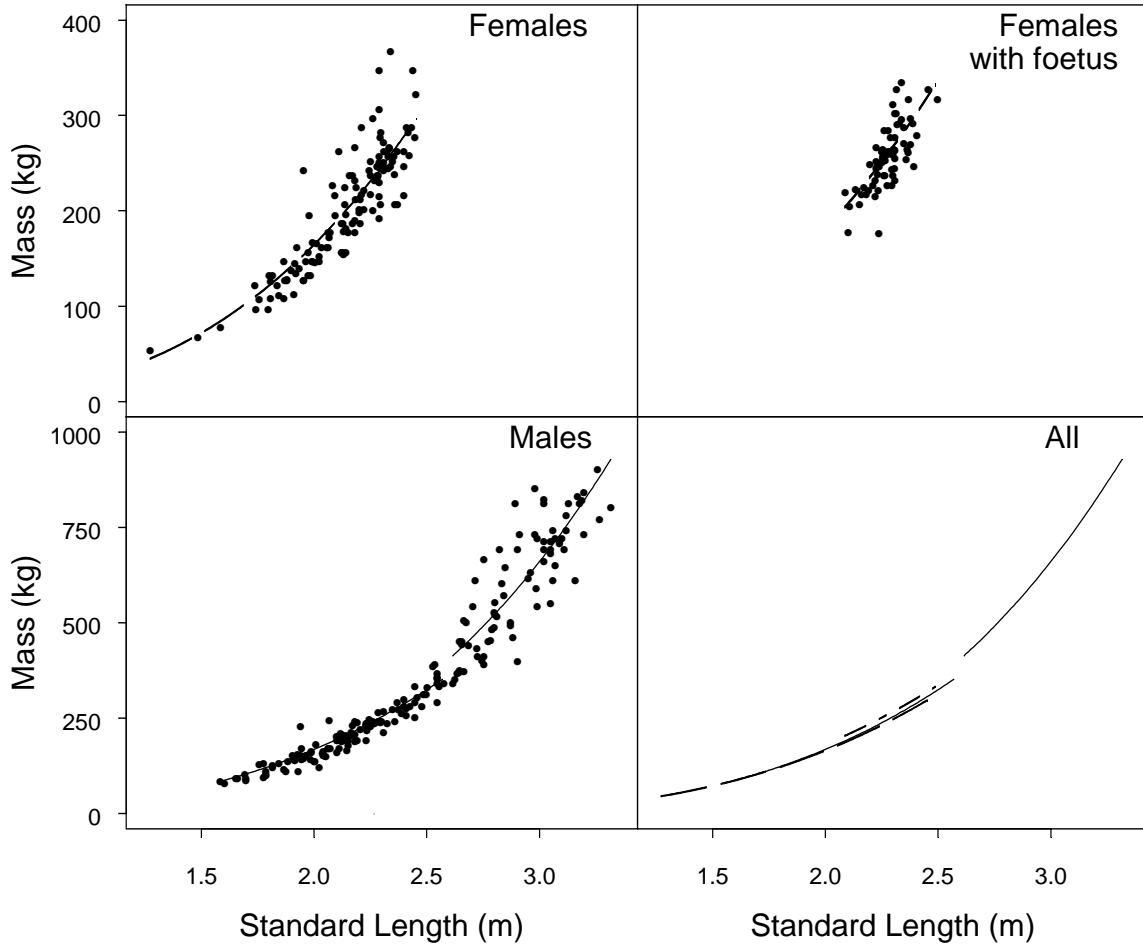 Females
Females
with foetus
400
300
200
100
0
Mass (kg)
Males
All
1000
750
500
250
0
Mass (kg)
1.5 2.0 2.5 3.0
1.5 2.0 2.5 3.0
Standard Length (m)
Standard Length (m)